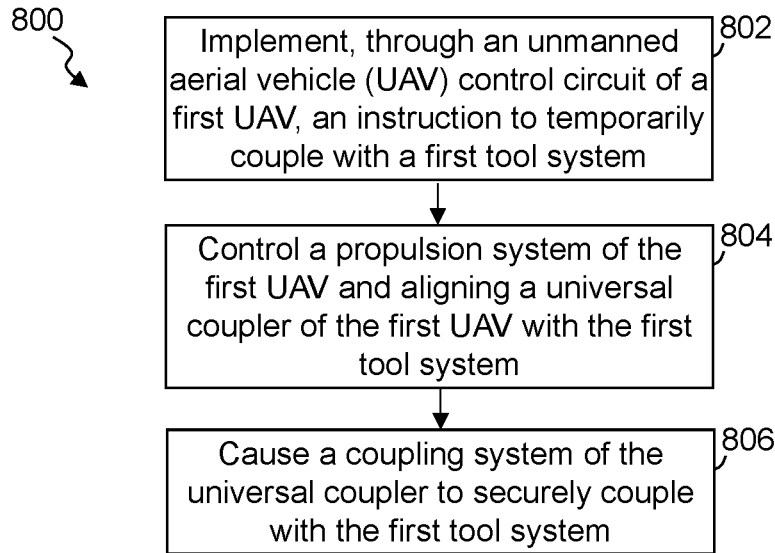 800
802
Implement, through an unmanned
aerial vehicle (UAV) control circuit of a
first UAV, an instruction to temporarily
couple with a first tool system
804
Control a propulsion system of the
first UAV and aligning a universal
coupler of the first UAV with the first
tool system
806
Cause a coupling system of the
universal coupler to securely couple
with the first tool system